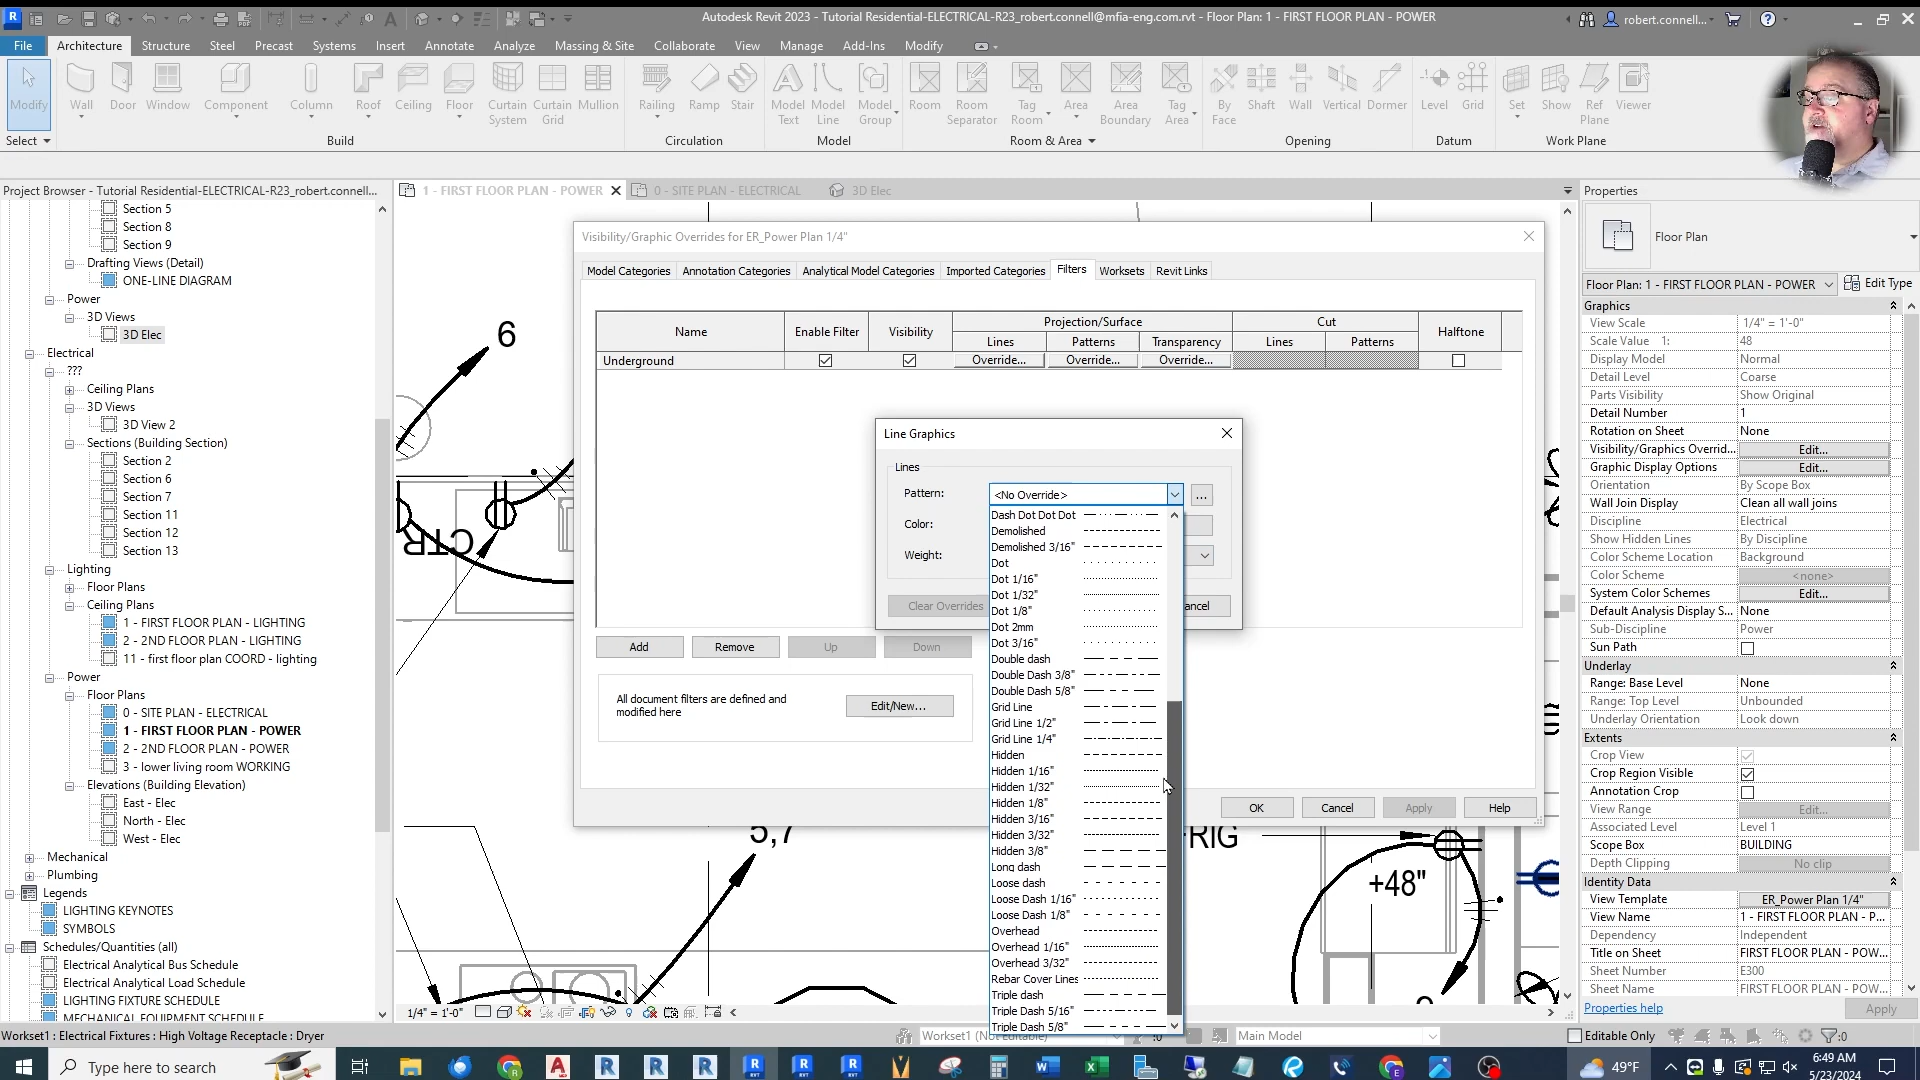 Autodesk Revit 2023 - Tutorial Residential-ELECTRICAL-R23_robert.connell@mfia-eng.com.rvt - Floor Plan: 1 - FIRST FLOOR PLAN - POWER
robert.connell...
File Architecture Structure Steel Precast Systems Insert Annotate Analyze Massing & Site Collaborate View Manage Add-Ins Modify
Modify Wall Door Window Component Column Roof Ceiling Floor Curtain System Curtain Grid Mullion Railing Ramp Stair Model Text Model Line Model Group Room Room Separator Tag Room Area Area Boundary Tag Area By Face Shaft Wall Vertical Dormer Level Grid Set Show Ref Plane Viewer
Select Build Circulation Model Room & Area Opening Datum Work Plane
Project Browser - Tutorial Residential-ELECTRICAL-R23_robert.connell...
Section 5
Section 8
Section 9
Drafting Views (Detail)
ONE-LINE DIAGRAM
Power
3D Views
3D Elec
Electrical
???
Ceiling Plans
3D Views
3D View 2
Sections (Building Section)
Section 2
Section 6
Section 7
Section 11
Section 12
Section 13
Lighting
Floor Plans
Ceiling Plans
1 - FIRST FLOOR PLAN - LIGHTING
2 - 2ND FLOOR PLAN - LIGHTING
11 - first floor plan COORD - lighting
Power
Floor Plans
0 - SITE PLAN - ELECTRICAL
1 - FIRST FLOOR PLAN - POWER
2 - 2ND FLOOR PLAN - POWER
3 - lower living room WORKING
Elevations (Building Elevation)
East - Elec
North - Elec
West - Elec
Mechanical
Plumbing
Legends
LIGHTING KEYNOTES
SYMBOLS
Schedules/Quantities (all)
Electrical Analytical Bus Schedule
Electrical Analytical Load Schedule
LIGHTING FIXTURE SCHEDULE
MECHANICAL EQUIPMENT SCHEDULE
1 - FIRST FLOOR PLAN - POWER 0 - SITE PLAN - ELECTRICAL 3D Elec
6
CTR
5,7
+48"
Visibility/Graphic Overrides for ER_Power Plan 1/4"
Model Categories Annotation Categories Analytical Model Categories Imported Categories Filters Worksets Revit Links
Name Enable Filter Visibility Projection/Surface Cut Halftone
Lines Patterns Transparency Lines Patterns
Underground Override... Override... Override...
Add Remove Up Down
All document filters are defined and
modified here
Edit/New...
OK Cancel Apply Help
Line Graphics
Lines
Pattern: <No Override> ...
Color:
Weight:
Clear Overrides
Dash Dot Dot Dot
Demolished
Demolished 3/16"
Dot
Dot 1/16"
Dot 1/32"
Dot 1/8"
Dot 2mm
Dot 3/16"
Double dash
Double Dash 3/8"
Double Dash 5/8"
Grid Line
Grid Line 1/2"
Grid Line 1/4"
Hidden
Hidden 1/16"
Hidden 1/32"
Hidden 1/8"
Hidden 3/16"
Hidden 3/32"
Hidden 3/8"
Long dash
Loose dash
Loose Dash 1/16"
Loose Dash 1/8"
Overhead
Overhead 1/16"
Overhead 3/32"
Rebar Cover Lines
Triple dash
Triple Dash 5/16"
Triple Dash 5/8"
Properties
Floor Plan
Floor Plan: 1 - FIRST FLOOR PLAN - POWER Edit Type
Graphics
View Scale 1/4" = 1'-0"
Scale Value 1: 48
Display Model Normal
Detail Level Coarse
Parts Visibility Show Original
Detail Number 1
Rotation on Sheet None
Visibility/Graphics Overrid... Edit...
Graphic Display Options Edit...
Orientation By Scope Box
Wall Join Display Clean all wall joins
Discipline Electrical
Show Hidden Lines By Discipline
Color Scheme Location Background
Color Scheme <none>
System Color Schemes Edit...
Default Analysis Display S... None
Sub-Discipline Power
Sun Path
Underlay
Range: Base Level None
Range: Top Level Unbounded
Underlay Orientation Look down
Extents
Crop View
Crop Region Visible
Annotation Crop
View Range Edit...
Associated Level Level 1
Scope Box BUILDING
Depth Clipping No clip
Identity Data
View Template ER_Power Plan 1/4"
View Name 1 - FIRST FLOOR PLAN - P...
Dependency Independent
Title on Sheet FIRST FLOOR PLAN - POW...
Sheet Number E300
Sheet Name FIRST FLOOR PLAN - POW...
Properties help Apply
1/4" = 1'-0"
Workset1 : Electrical Fixtures : High Voltage Receptacle : Dryer
Workset1 (Not Editable) :0 Main Model Editable Only :0
Type here to search
49°F
6:49 AM
5/23/2024